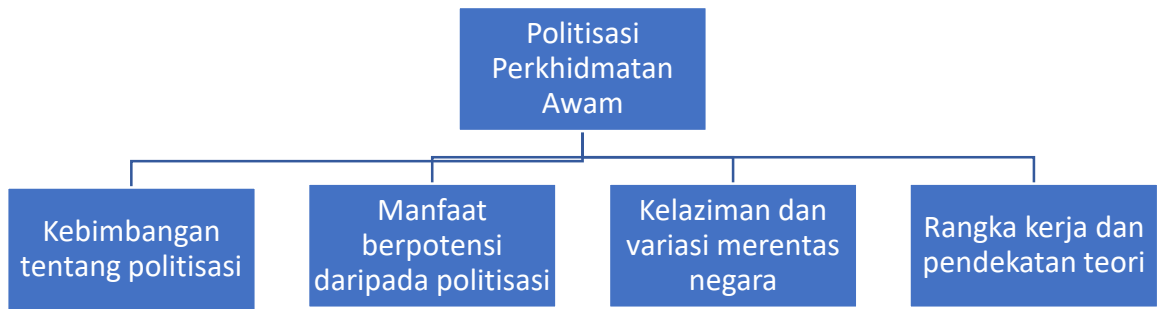 Politisasi
Perkhidmatan
Awam
Kebimbangan
tentang politisasi
Manfaat
berpotensi
daripada politisasi
Kelaziman dan
variasi merentas
negara
Rangka kerja dan
pendekatan teori